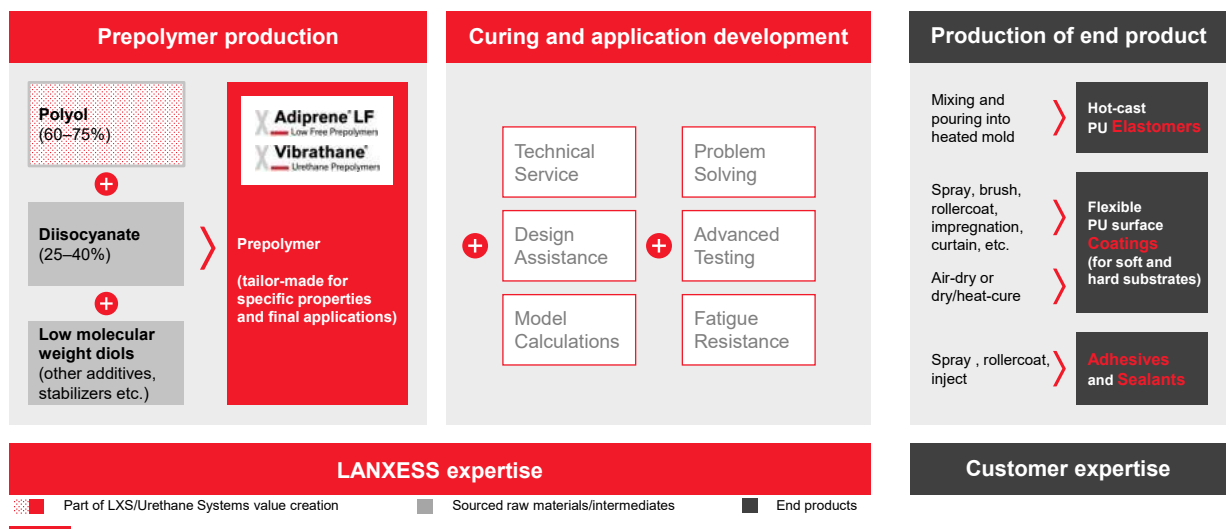 Prepolymer production
Polyol
(60–75%)
Diisocyanate
(25–40%)
Low molecular
weight diols
(other additives,
stabilizers etc.)
Adiprene® LF
Low Free Prepolymers
Vibrathane®
Urethane Prepolymers
Prepolymer
(tailor-made for
specific properties
and final applications)
Curing and application development
Technical
Service
Problem
Solving
Design
Assistance
Advanced
Testing
Model
Calculations
Fatigue
Resistance
Production of end product
Mixing and
pouring into
heated mold
Hot-cast
PU Elastomers
Spray, brush,
rollercoat,
impregnation,
curtain, etc.
Air-dry or
dry/heat-cure
Flexible
PU surface
Coatings
(for soft and
hard substrates)
Spray , rollercoat,
inject
Adhesives
and Sealants
LANXESS expertise
Customer expertise
Part of LXS/Urethane Systems value creation
Sourced raw materials/intermediates
End products